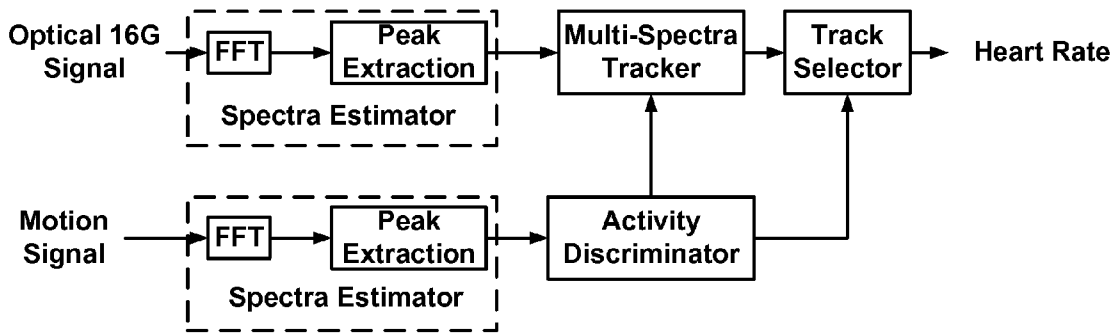 Optical 16G
Signal
FFT
Peak
Extraction
Spectra Estimator
Multi-Spectra
Tracker
Track
Selector
Heart Rate
Motion
Signal
FFT
Peak
Extraction
Spectra Estimator
Activity
Discriminator